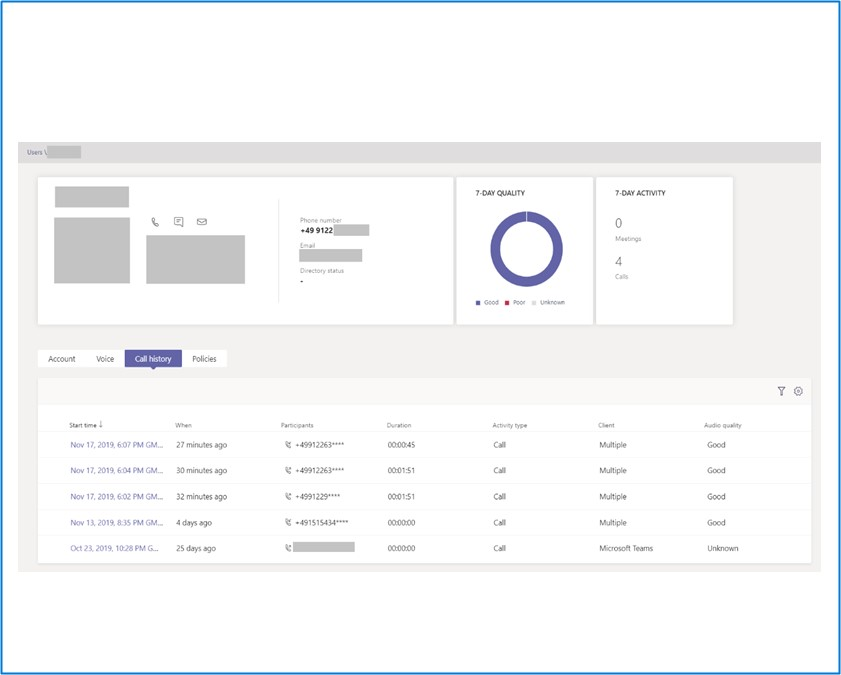 Users \
Phone number
+49 9122
Email
Directory status
-
7-DAY QUALITY
Good Poor Unknown
7-DAY ACTIVITY
0
Meetings
4
Calls
Account Voice Call history Policies
Start time ↓ When Participants Duration Activity type Client Audio quality
Nov 17, 2019, 6:07 PM GM... 27 minutes ago +49912263**** 00:00:45 Call Multiple Good
Nov 17, 2019, 6:04 PM GM... 30 minutes ago +49912263**** 00:01:51 Call Multiple Good
Nov 17, 2019, 6:02 PM GM... 32 minutes ago +4991229**** 00:01:51 Call Multiple Good
Nov 13, 2019, 8:35 PM GM... 4 days ago +491515434**** 00:00:00 Call Multiple Good
Oct 23, 2019, 10:28 PM G... 25 days ago 00:00:00 Call Microsoft Teams Unknown